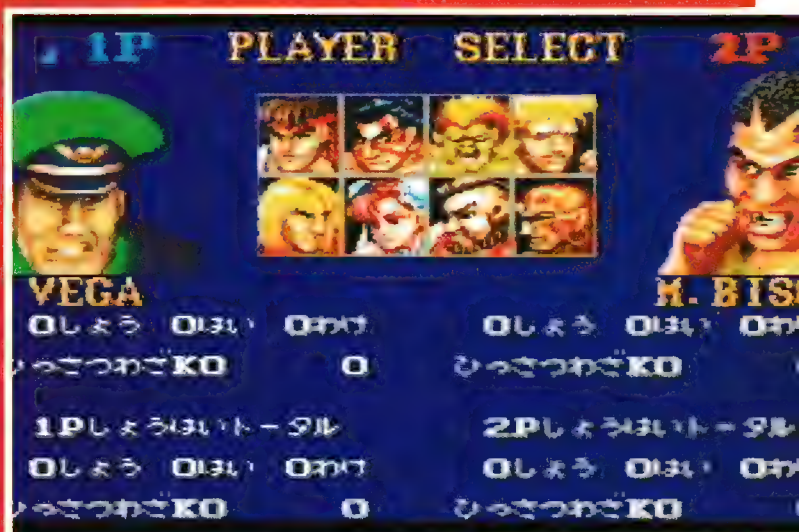 1P PLAYER SELECT 2P
VEGA M. BIS
0しょう 0はい 0わけ 0しょう 0はい 0わ
ひっさつわざKO 0 ひっさつわざKO
1Pしょうはいトータル 2Pしょうはいトータル
0しょう 0はい 0わけ 0しょう 0はい 0わ
ひっさつわざKO 0 ひっさつわざKO